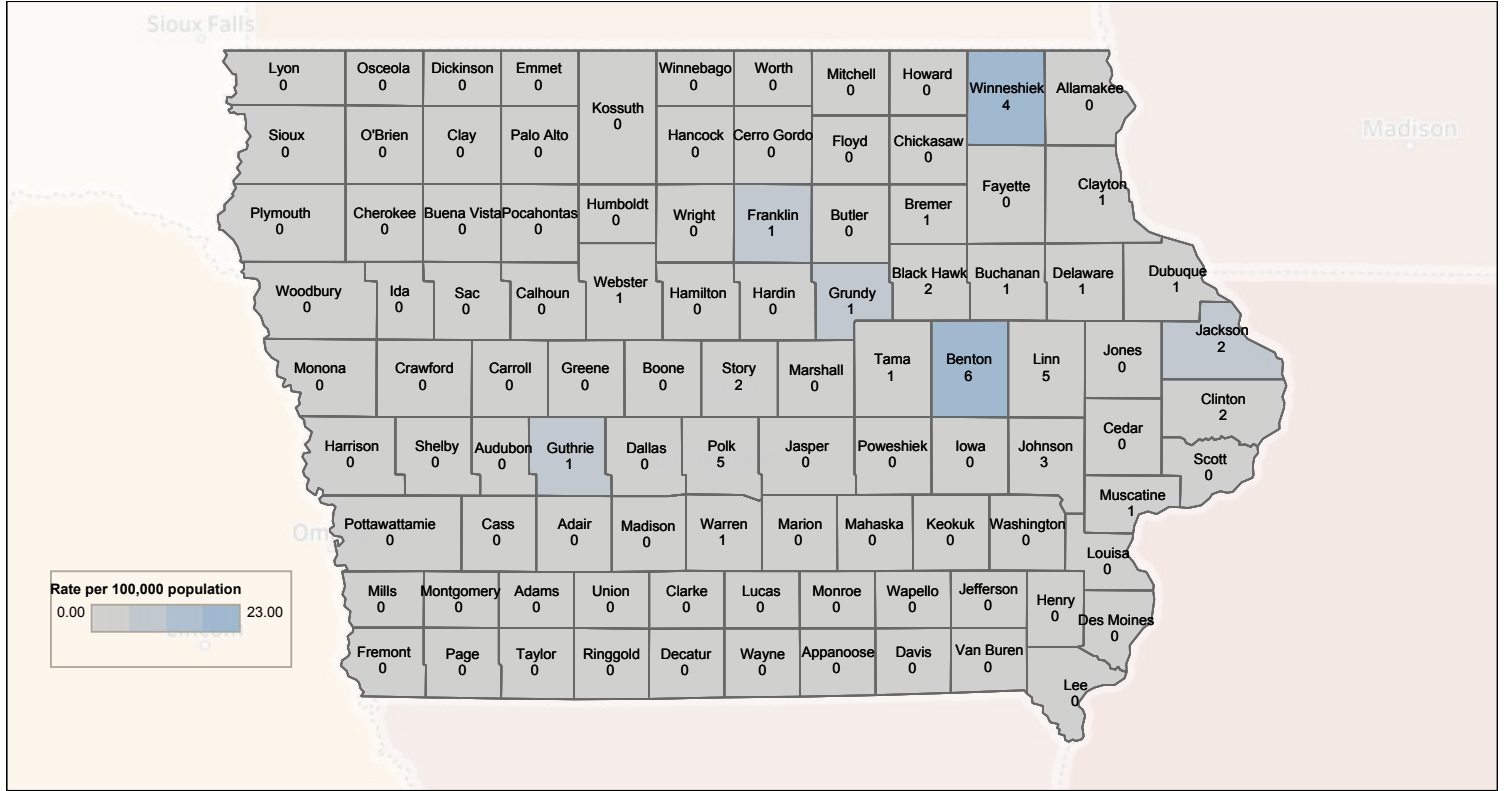 Sioux Falls
Lyon
0
Osceola
0
Dickinson
0
Emmet
0
Kossuth
0
Winnebago
0
Worth
0
Mitchell
0
Howard
0
Winneshiek
4
Allamakee
0
Madison
Sioux
0
O'Brien
0
Clay
0
Palo Alto
0
Hancock
0
Cerro Gordo
0
Floyd
0
Chickasaw
0
Fayette
0
Clayton
1
Plymouth
0
Cherokee
0
Buena Vista
0
Pocahontas
0
Humboldt
0
Wright
0
Franklin
1
Butler
0
Bremer
1
Woodbury
0
Ida
0
Sac
0
Calhoun
0
Webster
1
Hamilton
0
Hardin
0
Grundy
1
Black Hawk
2
Buchanan
1
Delaware
1
Dubuque
1
Jackson
2
Monona
0
Crawford
0
Carroll
0
Greene
0
Boone
0
Story
2
Marshall
0
Tama
1
Benton
6
Linn
5
Jones
0
Clinton
2
Harrison
0
Shelby
0
Audubon
0
Guthrie
1
Dallas
0
Polk
5
Jasper
0
Poweshiek
0
Iowa
0
Johnson
3
Cedar
0
Scott
0
Muscatine
1
Om
Pottawattamie
0
Cass
0
Adair
0
Madison
0
Warren
1
Marion
0
Mahaska
0
Keokuk
0
Washington
0
Louisa
0
Mills
0
Montgomery
0
Adams
0
Union
0
Clarke
0
Lucas
0
Monroe
0
Wapello
0
Jefferson
0
Henry
0
Des Moines
0
Fremont
0
Page
0
Taylor
0
Ringgold
0
Decatur
0
Wayne
0
Appanoose
0
Davis
0
Van Buren
0
Lee
0
Rate per 100,000 population
0.00 23.00
Lincoln